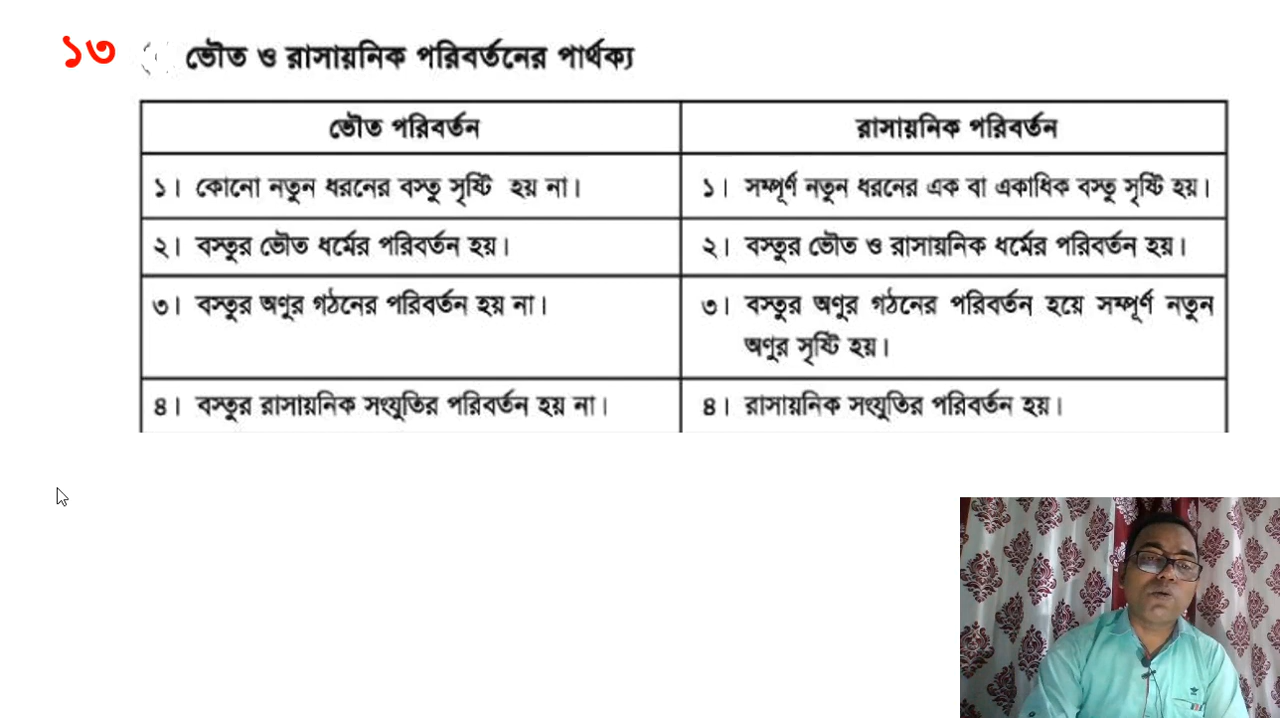 ১৩
ভৌত ও রাসায়নিক পরিবর্তনের পার্থক্য
ভৌত পরিবর্তন
রাসায়নিক পরিবর্তন
১। কোনো নতুন ধরনের বস্তু সৃষ্টি হয় না।
১। সম্পূর্ণ নতুন ধরনের এক বা একাধিক বস্তু সৃষ্টি হয়।
২। বস্তুর ভৌত ধর্মের পরিবর্তন হয়।
২। বস্তুর ভৌত ও রাসায়নিক ধর্মের পরিবর্তন হয়।
৩। বস্তুর অণুর গঠনের পরিবর্তন হয় না।
৩। বস্তুর অণুর গঠনের পরিবর্তন হয়ে সম্পূর্ণ নতুন
অণুর সৃষ্টি হয়।
৪। বস্তুর রাসায়নিক সংযুতির পরিবর্তন হয় না।
৪। রাসায়নিক সংযুতির পরিবর্তন হয়।